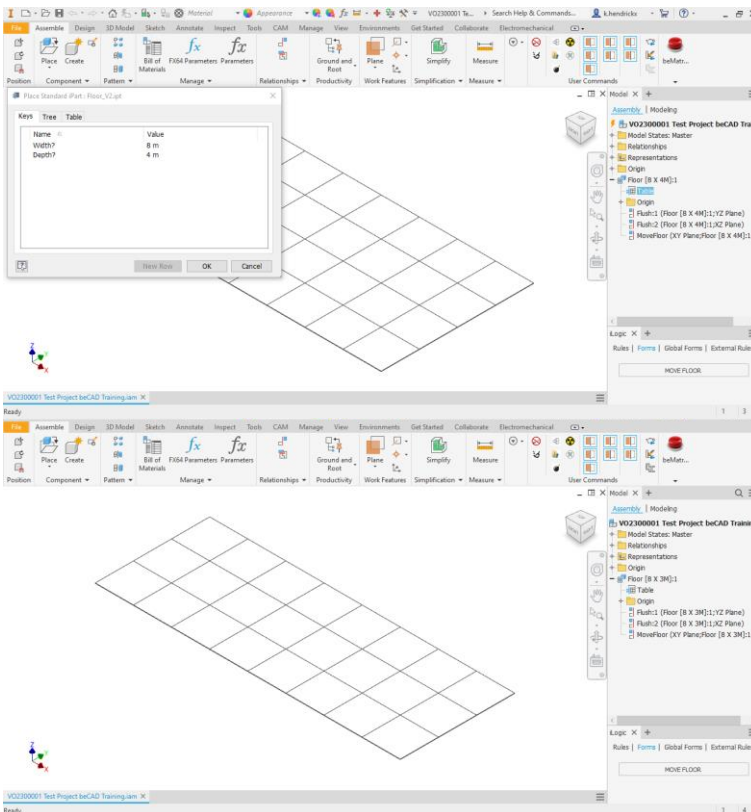 Material
Appearance
VO2300001 Te...
Search Help & Commands...
k.hendrickx
File Assemble Design 3D Model Sketch Annotate Inspect Tools CAM Manage View Environments Get Started Collaborate Electromechanical
Place Create
Bill of Materials
FX64 Parameters Parameters
Ground and Root
Plane
Simplify
Measure
beMatr...
Position Component Pattern Manage Relationships Productivity Work Features Simplification Measure User Commands
Place Standard iPart : Floor_V2.ipt
Keys Tree Table
Name Value
Width? 8 m
Depth? 4 m
New Row OK Cancel
Model
Assembly | Modeling
VO2300001 Test Project beCAD Trai
Model States: Master
Relationships
Representations
Origin
Floor [8 X 4M]:1
Table
Origin
Flush:1 (Floor [8 X 4M]:1;YZ Plane)
Flush:2 (Floor [8 X 4M]:1;XZ Plane)
MoveFloor (XY Plane;Floor [8 X 4M]:1
iLogic
Rules | Forms | Global Forms | External Rule
MOVE FLOOR
VO2300001 Test Project beCAD Training.iam
Ready
1 3
File Assemble Design 3D Model Sketch Annotate Inspect Tools CAM Manage View Environments Get Started Collaborate Electromechanical
Place Create
Bill of Materials
FX64 Parameters Parameters
Ground and Root
Plane
Simplify
Measure
beMatr...
Position Component Pattern Manage Relationships Productivity Work Features Simplification Measure User Commands
Model
Assembly | Modeling
VO2300001 Test Project beCAD Trainin
Model States: Master
Relationships
Representations
Origin
Floor [8 X 3M]:1
Table
Origin
Flush:1 (Floor [8 X 3M]:1;YZ Plane)
Flush:2 (Floor [8 X 3M]:1;XZ Plane)
MoveFloor (XY Plane;Floor [8 X 3M]:1
iLogic
Rules | Forms | Global Forms | External Rule
MOVE FLOOR
VO2300001 Test Project beCAD Training.iam
Ready
1 4